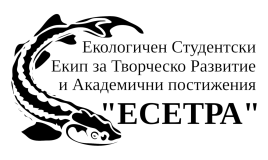 Екологичен Студентски
Екип за Творческо Развитие
и Академични постижения
"ЕСЕТРА"